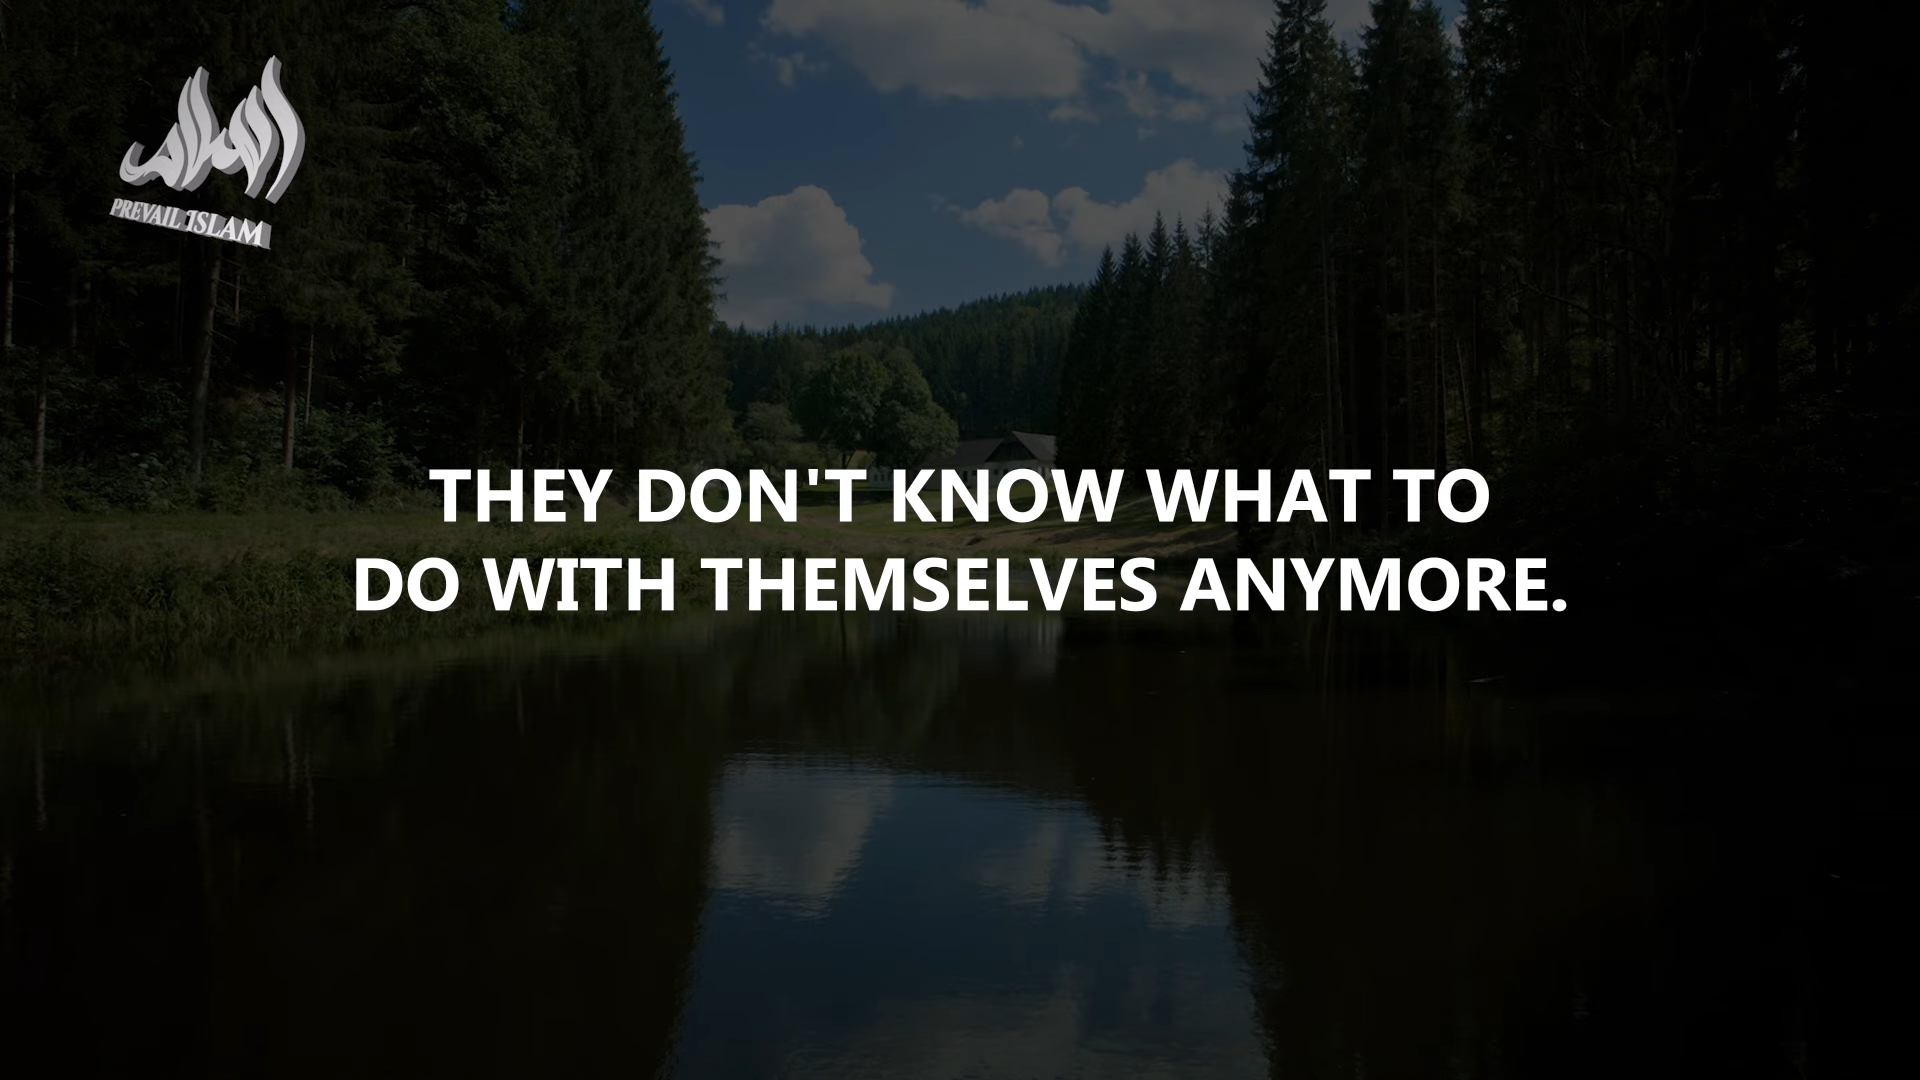 PREVAIL ISLAM
THEY DON'T KNOW WHAT TO
DO WITH THEMSELVES ANYMORE.